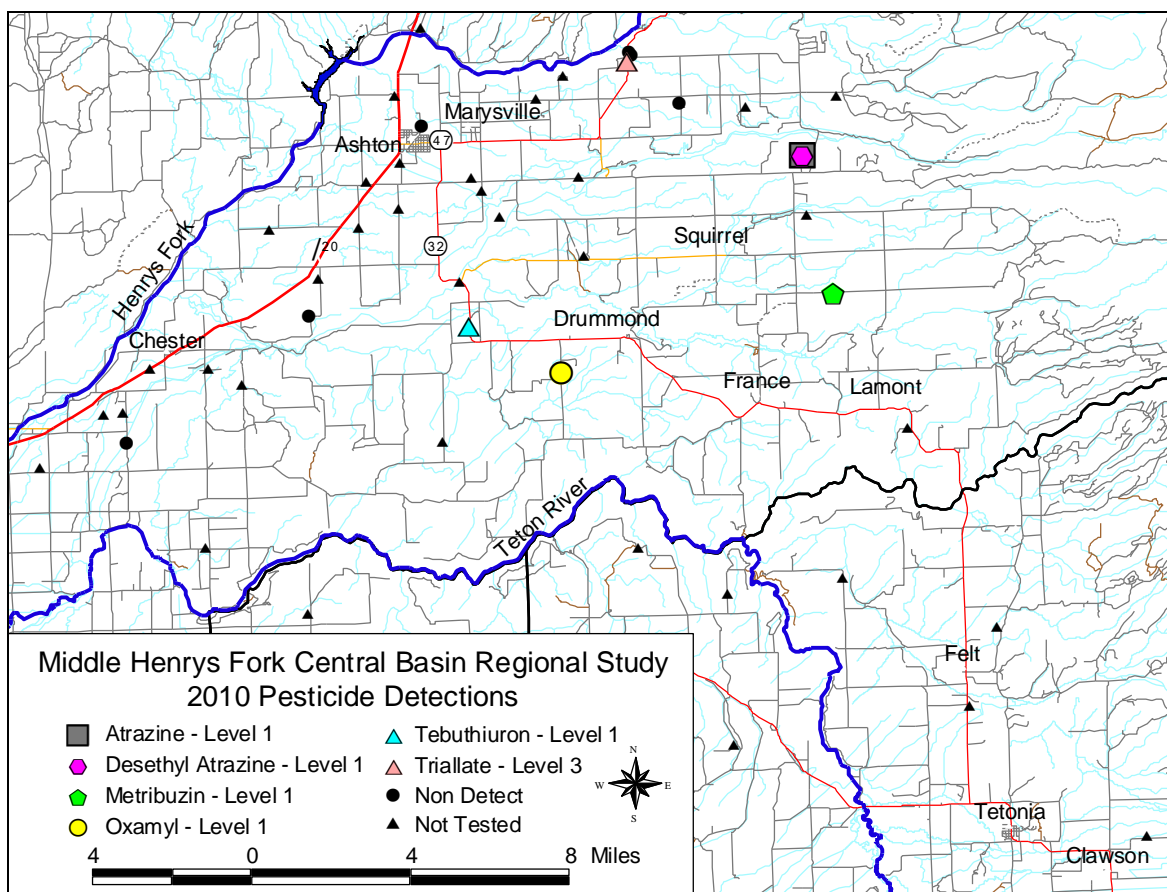 Marysville
Ashton
47
Squirrel
32
20
Henrys Fork
Drummond
Chester
France
Lamont
Teton River
Felt
Tetonia
Clawson
Middle Henrys Fork Central Basin Regional Study
2010 Pesticide Detections
Atrazine - Level 1
Desethyl Atrazine - Level 1
Metribuzin - Level 1
Oxamyl - Level 1
Tebuthiuron - Level 1
Triallate - Level 3
Non Detect
Not Tested
N
W E
S
4 0 4 8 Miles